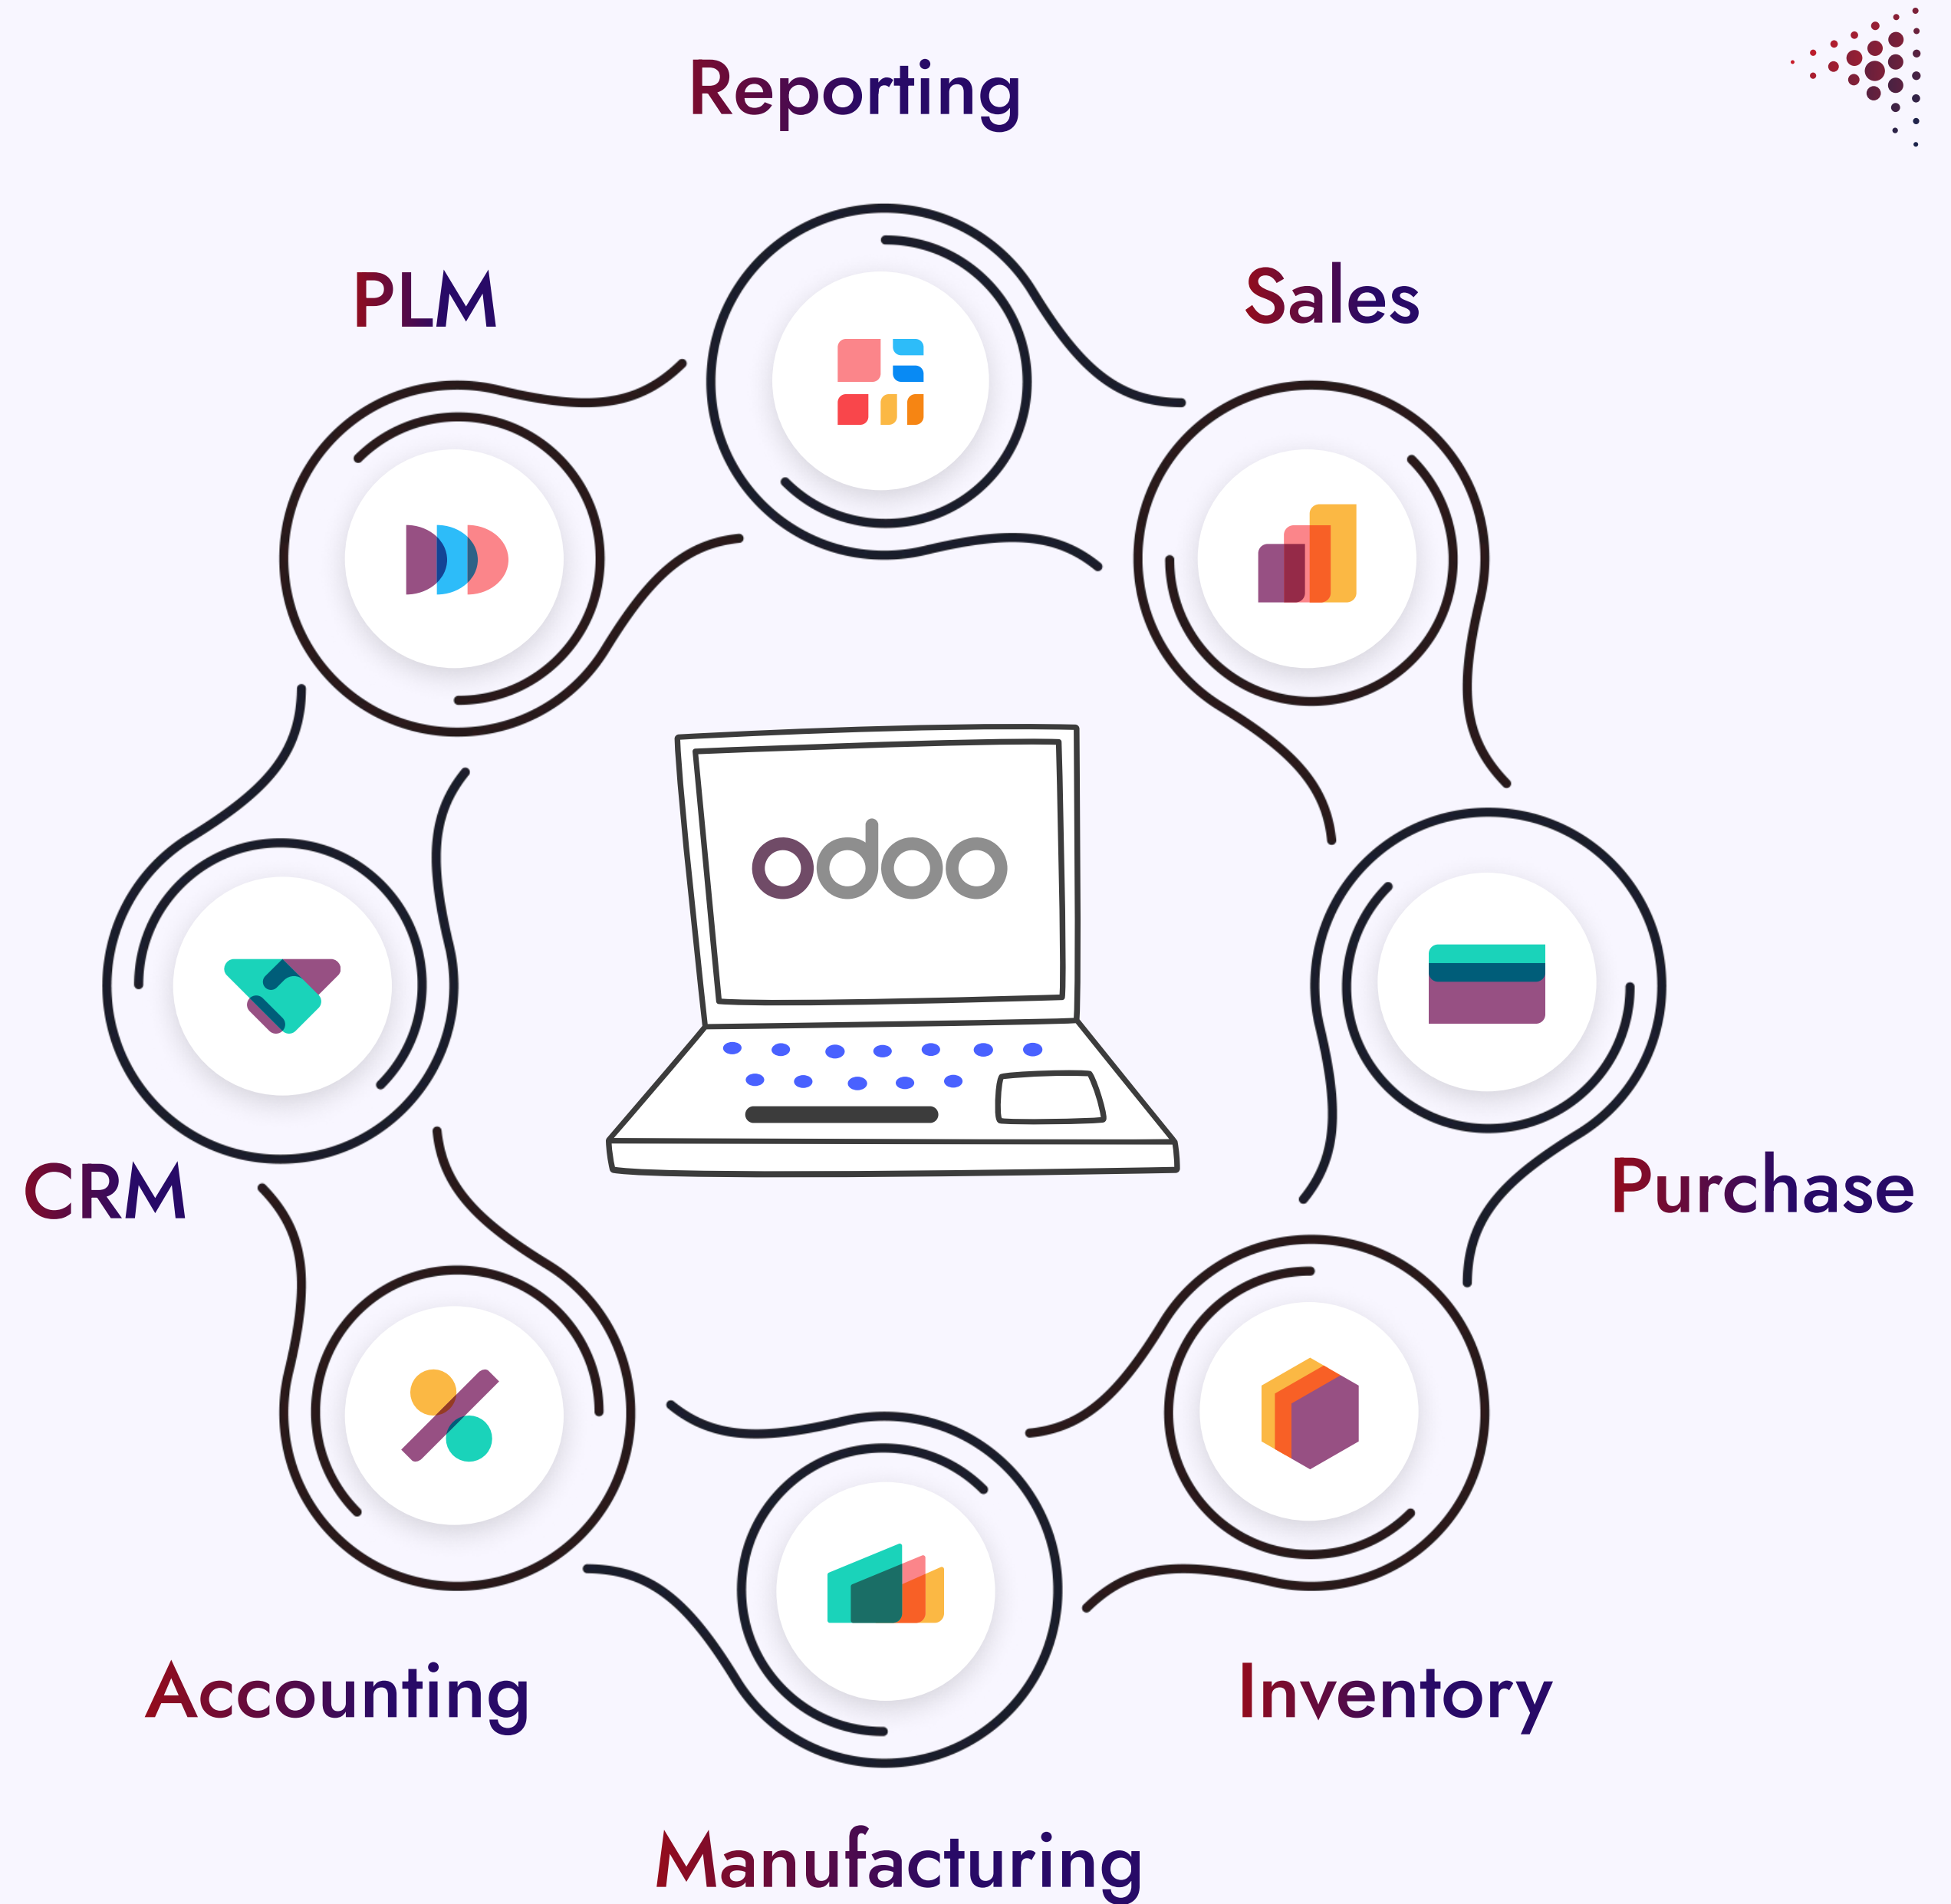 Reporting
PLM
Sales
odoo
CRM
Purchase
Accounting
Inventory
Manufacturing